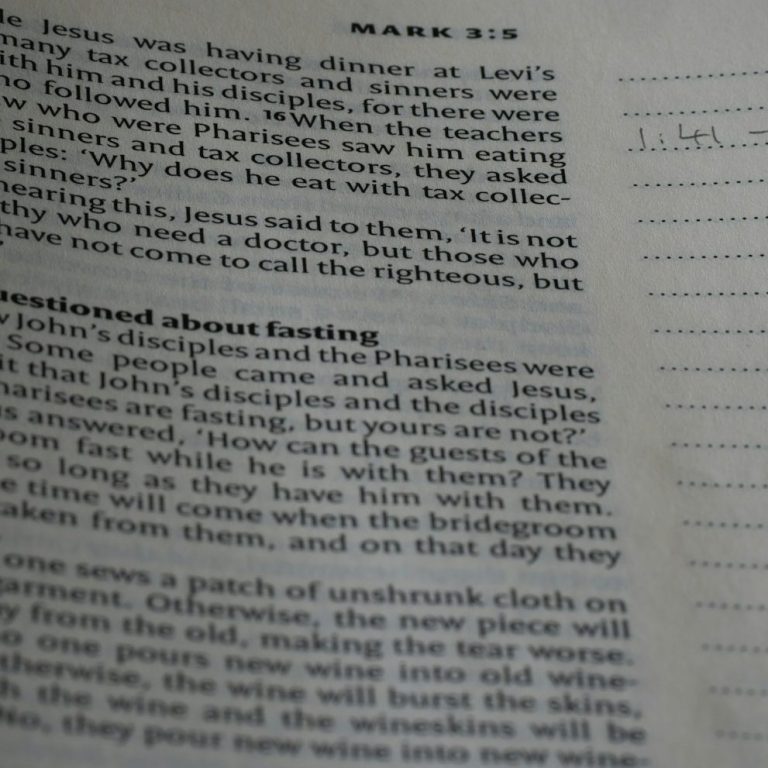 MARK 3:5
le Jesus was having dinner at Levi's
many tax collectors and sinners were
ith him and his disciples, for there were
ho followed him. 16 When the teachers
w who were Pharisees saw him eating
sinners and tax collectors, they asked
ples: 'Why does he eat with tax collec-
sinners?'
hearing this, Jesus said to them, 'It is not
thy who need a doctor, but those who
have not come to call the righteous, but
uestioned about fasting
w John's disciples and the Pharisees were
Some people came and asked Jesus,
it that John's disciples and the disciples
harisees are fasting, but yours are not?'
us answered, 'How can the guests of the
oom fast while he is with them? They
so long as they have him with them.
e time will come when the bridegroom
aken from them, and on that day they
one sews a patch of unshrunk cloth on
garment. Otherwise, the new piece will
y from the old, making the tear worse.
o one pours new wine into old wine-
therwise, the wine will burst the skins,
h the wine and the wineskins will be
No, they pour new wine into new wine-
1:41 -